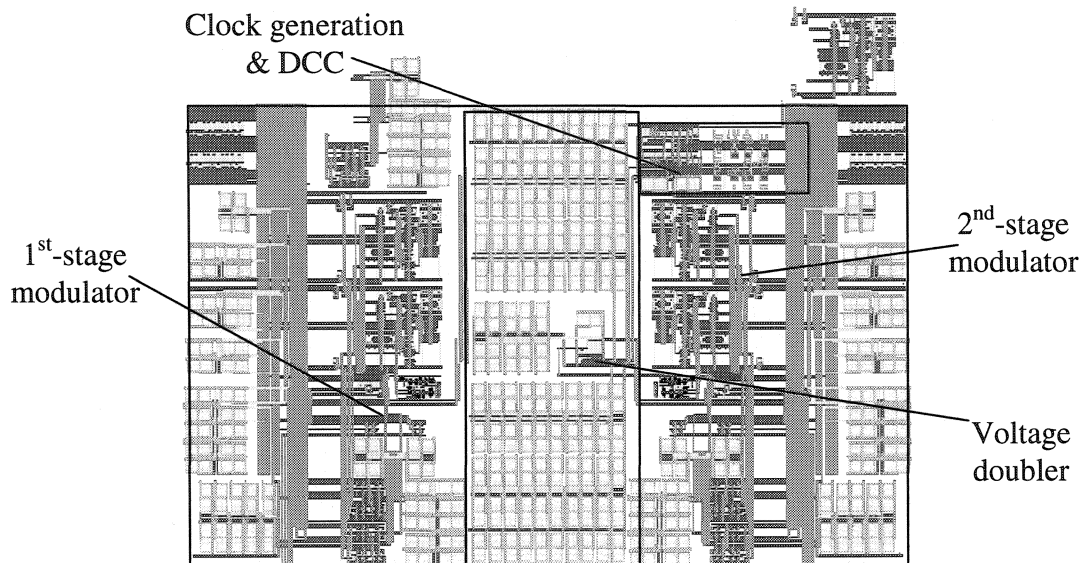 Clock generation
& DCC
1st-stage
modulator
2nd-stage
modulator
Voltage
doubler